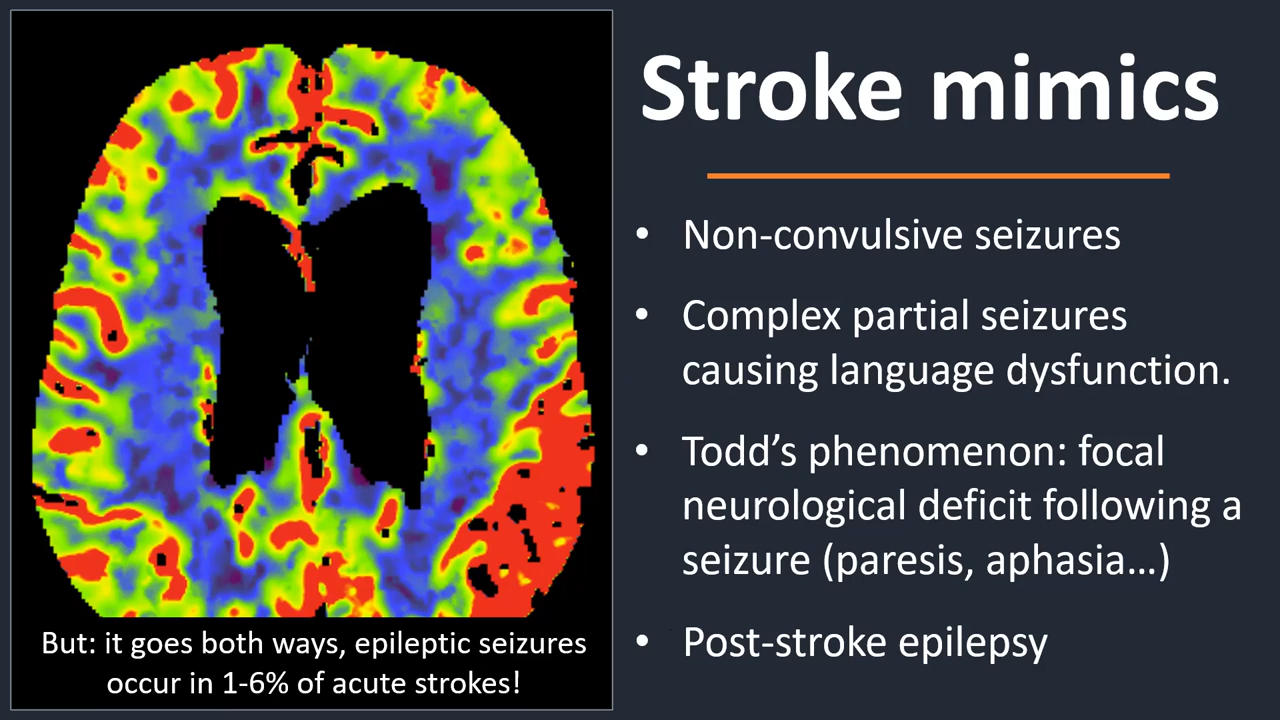 Stroke mimics
• Non-convulsive seizures
• Complex partial seizures
causing language dysfunction.
• Todd’s phenomenon: focal
neurological deficit following a
seizure (paresis, aphasia…)
• Post-stroke epilepsy
But: it goes both ways, epileptic seizures
occur in 1-6% of acute strokes!